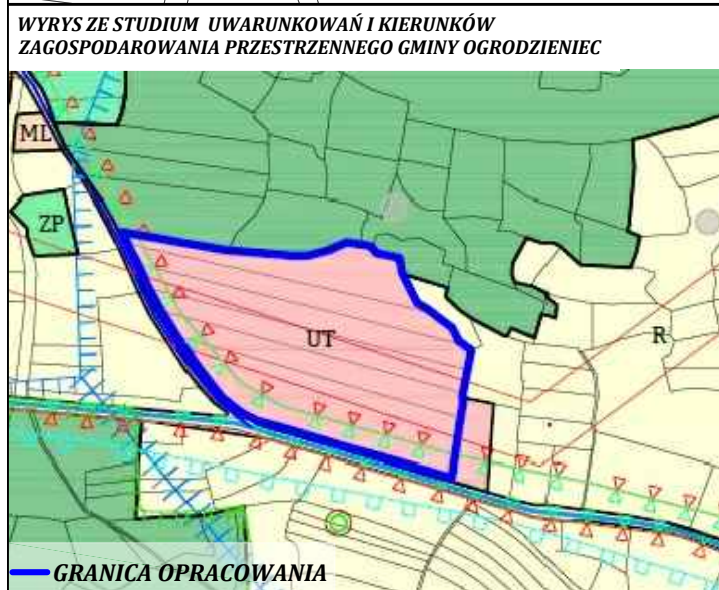 WYRYS ZE STUDIUM UWARUNKOWAŃ I KIERUNKÓW
ZAGOSPODAROWANIA PRZESTRZENNEGO GMINY OGRODZIENIEC
ML
ZP
UT
R
GRANICA OPRACOWANIA